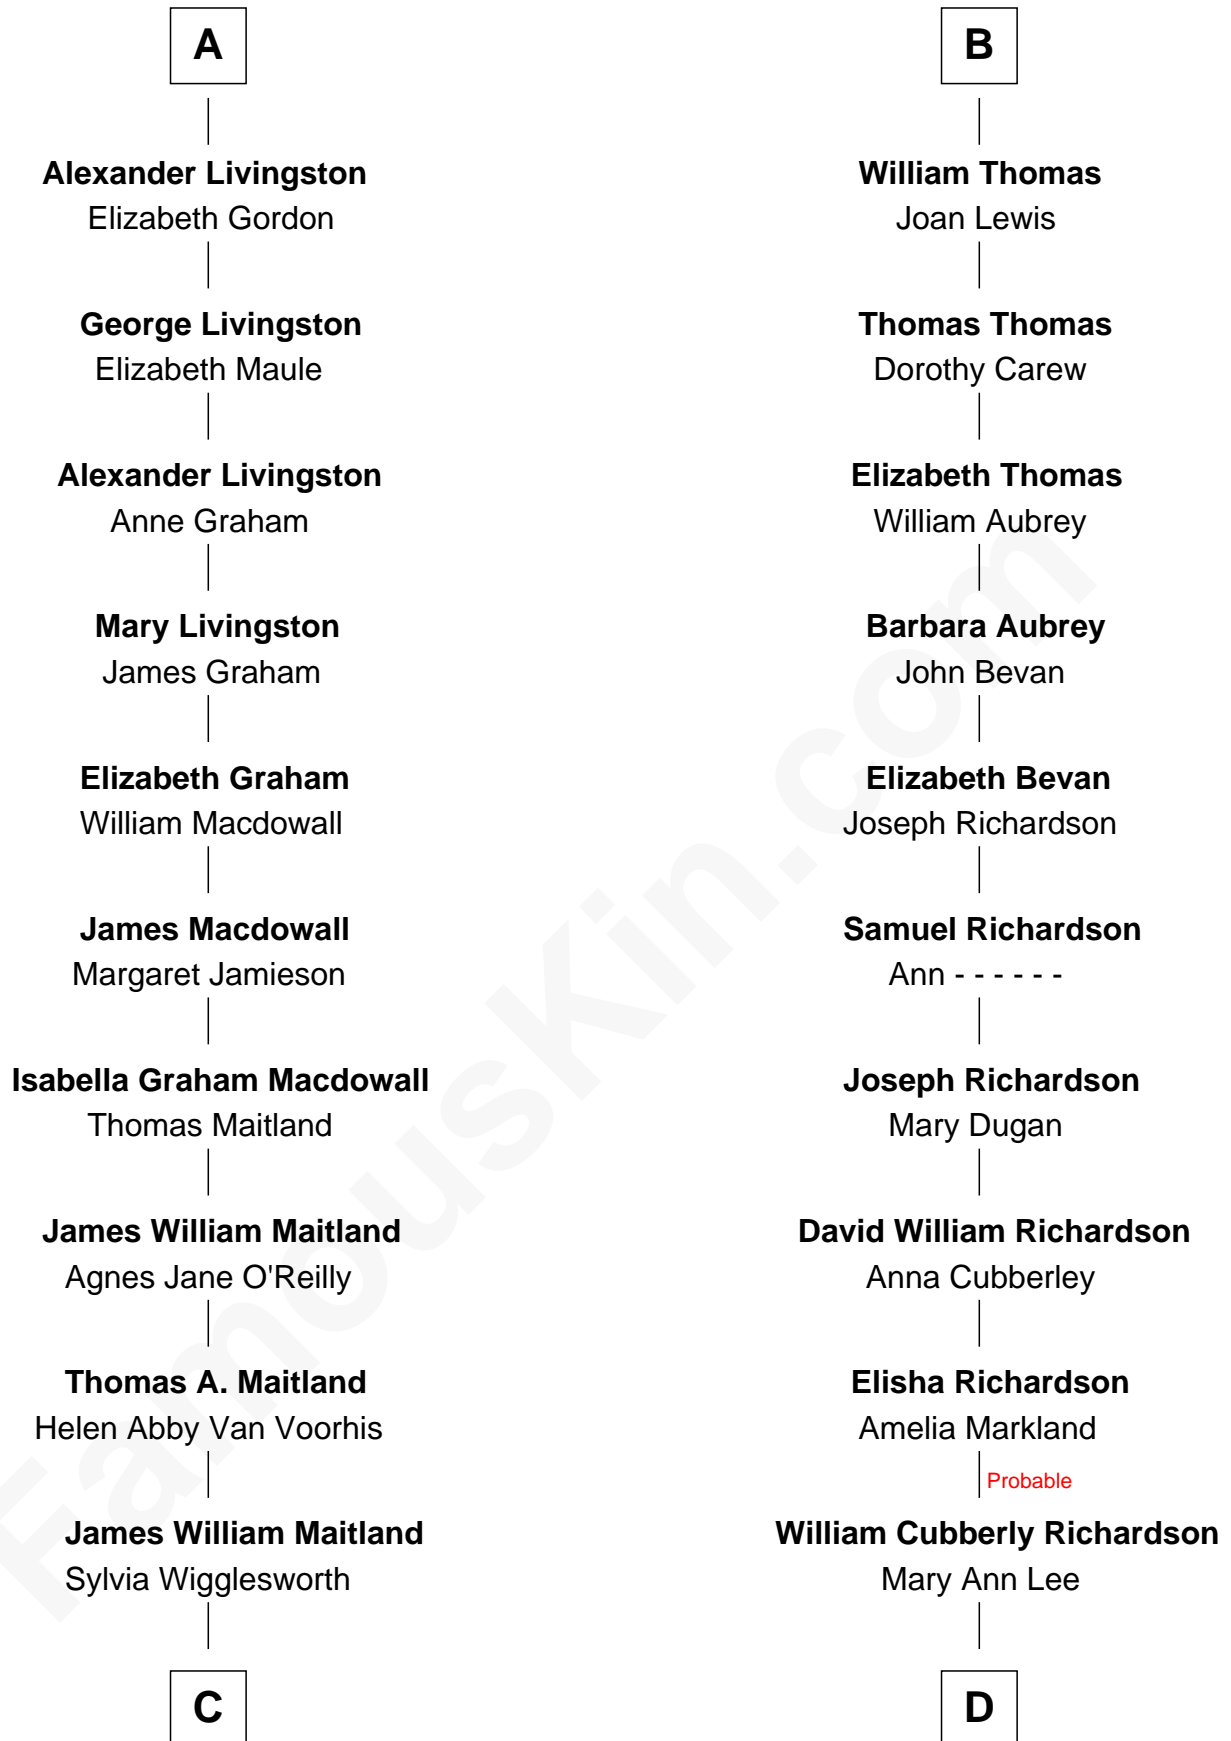 A
Alexander Livingston
Elizabeth Gordon
George Livingston
Elizabeth Maule
Alexander Livingston
Anne Graham
Mary Livingston
James Graham
Elizabeth Graham
William Macdowall
James Macdowall
Margaret Jamieson
Isabella Graham Macdowall
Thomas Maitland
James William Maitland
Agnes Jane O'Reilly
Thomas A. Maitland
Helen Abby Van Voorhis
James William Maitland
Sylvia Wigglesworth
C
B
William Thomas
Joan Lewis
Thomas Thomas
Dorothy Carew
Elizabeth Thomas
William Aubrey
Barbara Aubrey
John Bevan
Elizabeth Bevan
Joseph Richardson
Samuel Richardson
Ann - - - - - -
Joseph Richardson
Mary Dugan
David William Richardson
Anna Cubberley
Elisha Richardson
Amelia Markland
Probable
William Cubberly Richardson
Mary Ann Lee
D
FamousKin.com